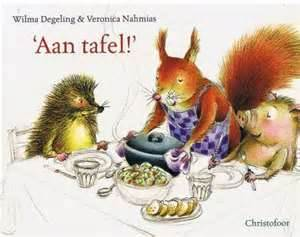 Wilma Degeling & Veronica Nahmias
‘Aan tafel!’
Christofoor